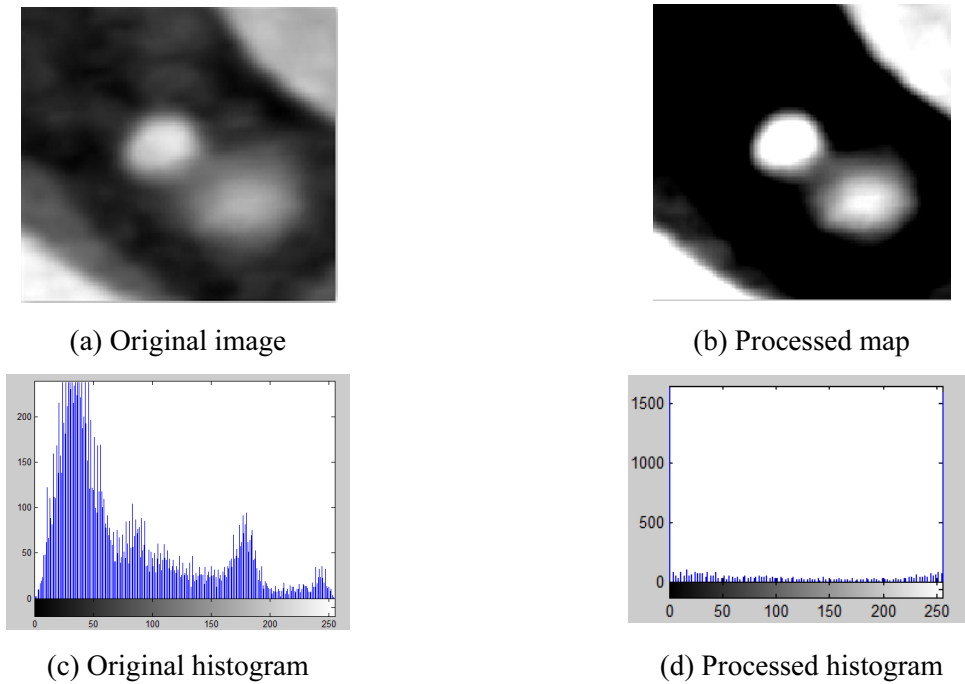 (a) Original image
(b) Processed map
200
150
100
50
0
0 50 100 150 200 250
(c) Original histogram
1500
1000
500
0
0 50 100 150 200 250
(d) Processed histogram